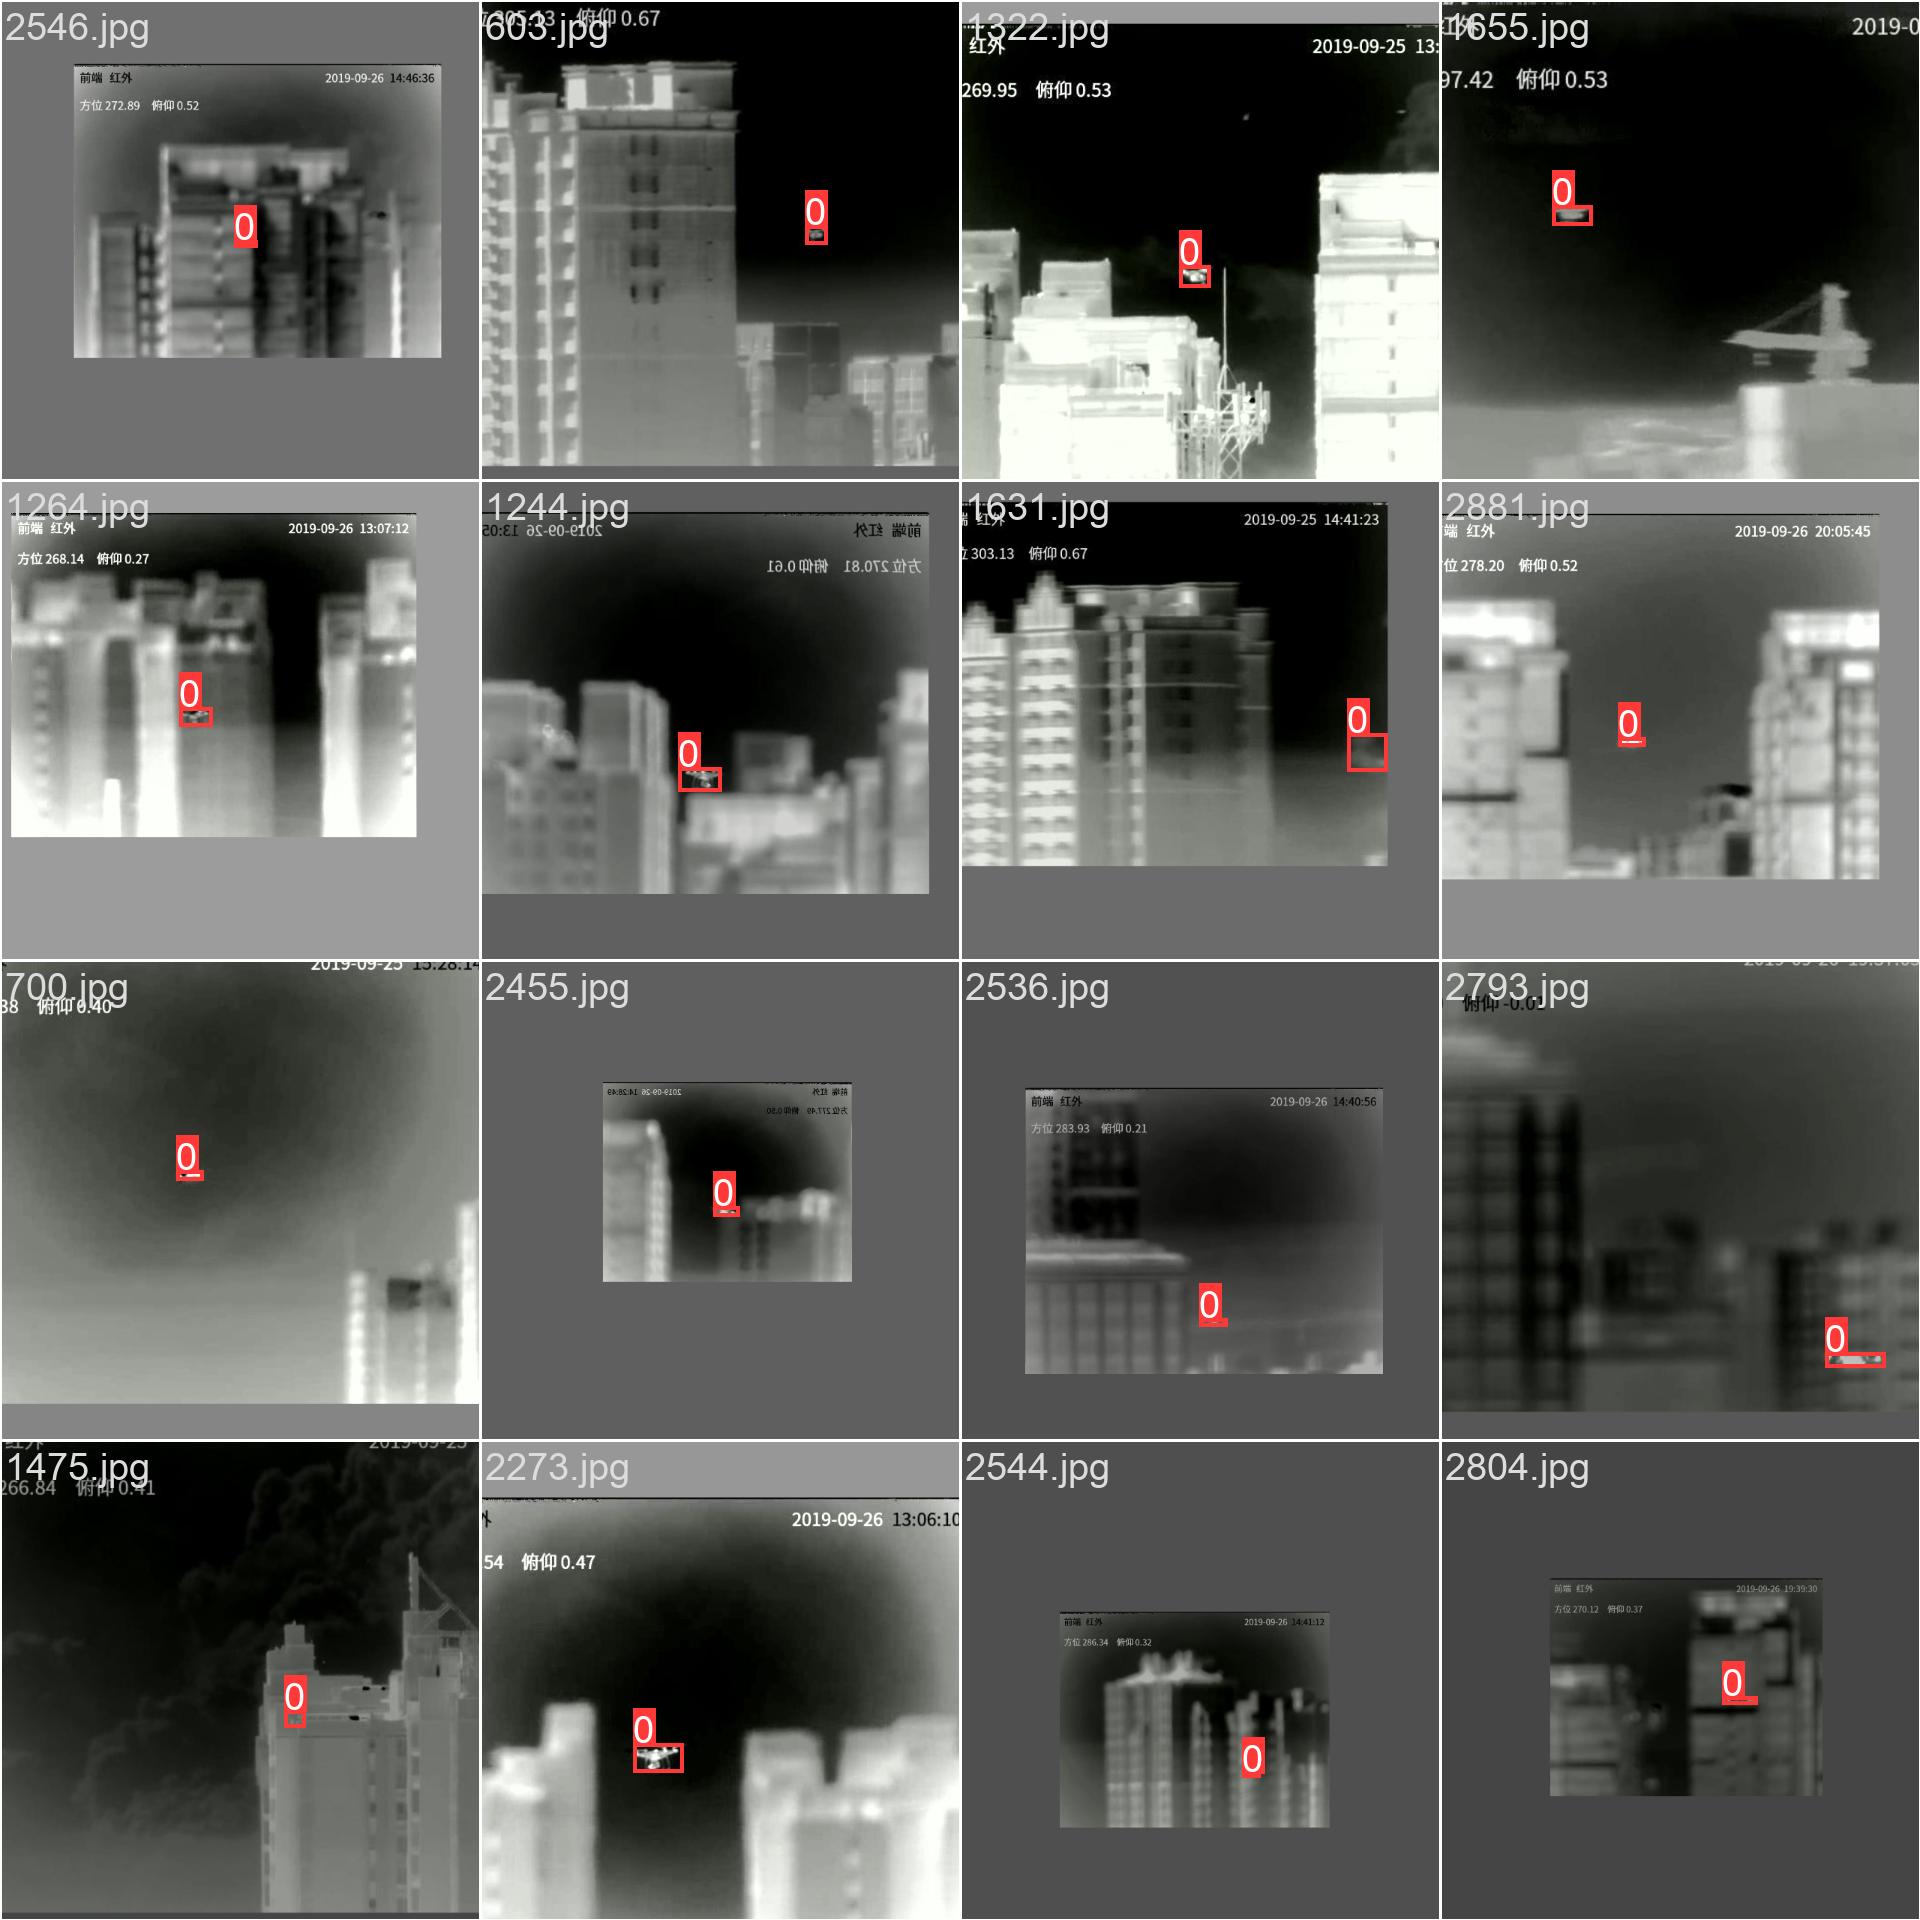 2546.jpg
前端 红外 2019-09-26 14:46:36
方位 272.89 俯仰 0.52
0
603.jpg
305.13 俯仰 0.67
0
1322.jpg
红外 2019-09-25 13:
269.95 俯仰 0.53
0
1655.jpg
2019-0
97.42 俯仰 0.53
0
1264.jpg
前端 红外 2019-09-26 13:07:12
方位 268.14 俯仰 0.27
0
1244.jpg
前端 红外 2019-09-26 13:05
方位 270.81 俯仰 0.61
0
1631.jpg
红外 2019-09-25 14:41:23
303.13 俯仰 0.67
0
2881.jpg
端 红外 2019-09-26 20:05:45
位 278.20 俯仰 0.52
0
700.jpg
2019-09-25 15:28:14
38 俯仰 0.40
0
2455.jpg
前端 红外 2019-09-26 14:28:49
方位 277.49 俯仰 0.50
0
2536.jpg
前端 红外 2019-09-26 14:40:56
方位 283.93 俯仰 0.21
0
2793.jpg
俯仰 -0.01
0
1475.jpg
红外 2019-09-25
266.84 俯仰 0.41
0
2273.jpg
外 2019-09-26 13:06:10
54 俯仰 0.47
0
2544.jpg
前端 红外 2019-09-26 14:41:12
方位 286.34 俯仰 0.32
0
2804.jpg
前端 红外 2019-09-26 19:39:30
方位 270.12 俯仰 0.37
0